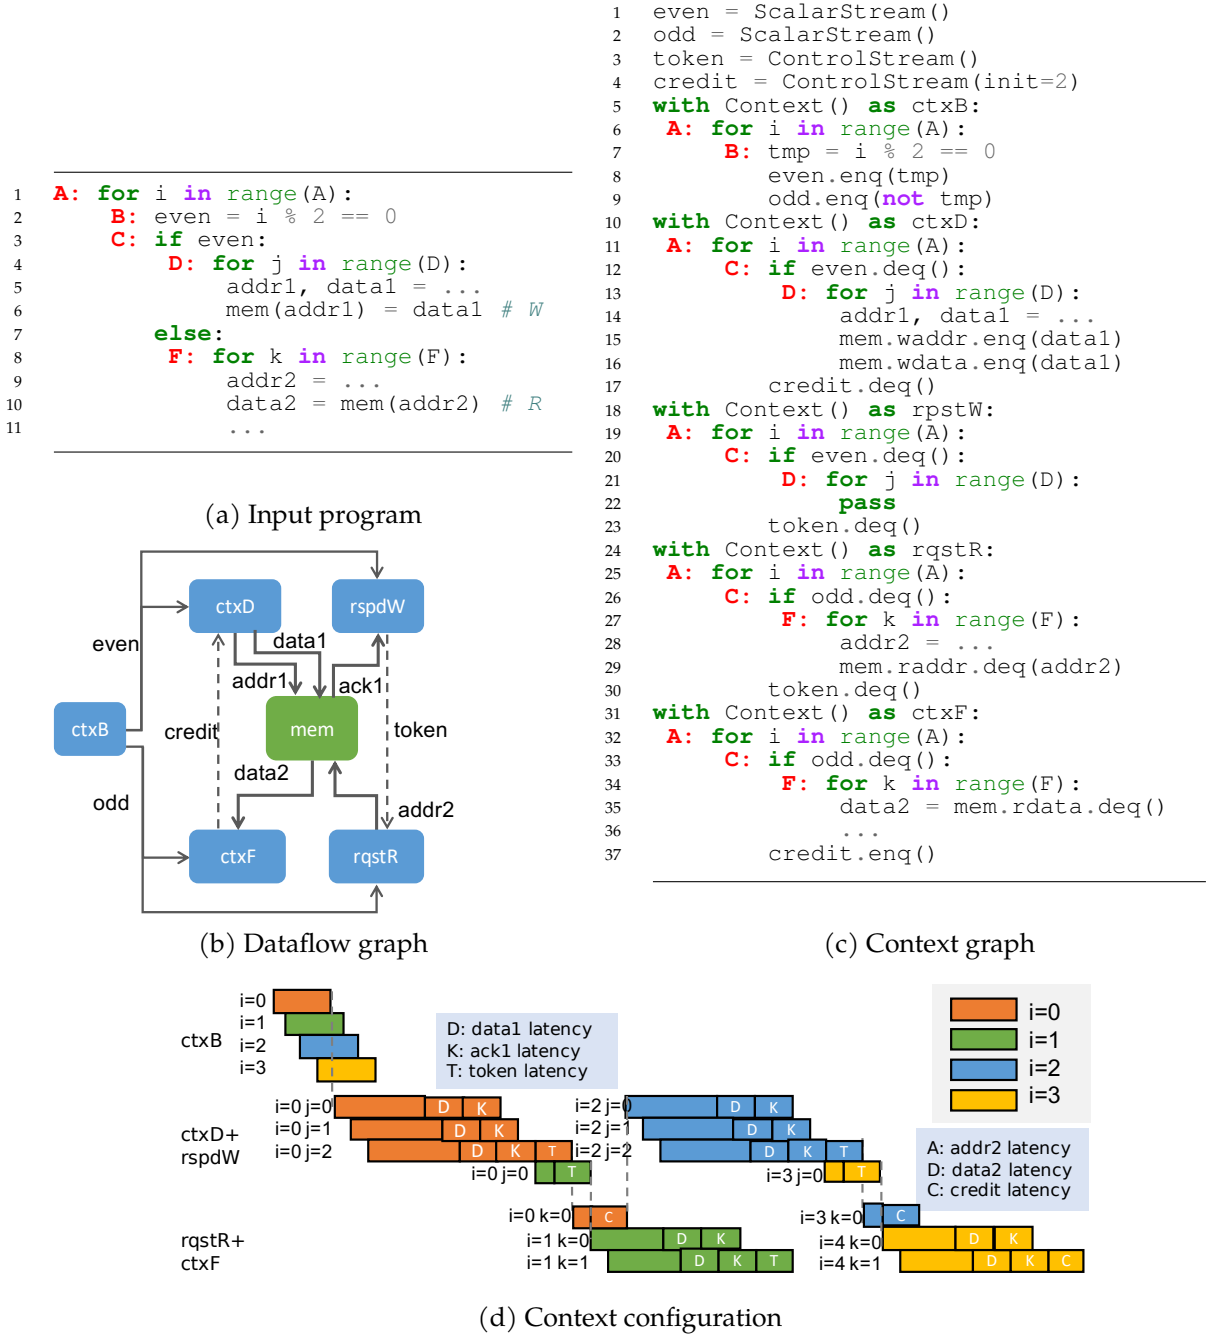 1 A: for i in range(A):
2 B: even = i % 2 == 0
3 C: if even:
4 D: for j in range(D):
5 addr1, data1 = ...
6 mem(addr1) = data1 # W
7 else:
8 F: for k in range(F):
9 addr2 = ...
10 data2 = mem(addr2) # R
11 ...
(a) Input program
even
ctxD
rspdW
data1
addr1
ack1
ctxB
credit
mem
token
data2
odd
addr2
ctxF
rqstR
(b) Dataflow graph
1 even = ScalarStream()
2 odd = ScalarStream()
3 token = ControlStream()
4 credit = ControlStream(init=2)
5 with Context() as ctxB:
6 A: for i in range(A):
7 B: tmp = i % 2 == 0
8 even.enq(tmp)
9 odd.enq(not tmp)
10 with Context() as ctxD:
11 A: for i in range(A):
12 C: if even.deq():
13 D: for j in range(D):
14 addr1, data1 = ...
15 mem.waddr.enq(data1)
16 mem.wdata.enq(data1)
17 credit.deq()
18 with Context() as rpstW:
19 A: for i in range(A):
20 C: if even.deq():
21 D: for j in range(D):
22 pass
23 token.deq()
24 with Context() as rqstR:
25 A: for i in range(A):
26 C: if odd.deq():
27 F: for k in range(F):
28 addr2 = ...
29 mem.raddr.deq(addr2)
30 token.deq()
31 with Context() as ctxF:
32 A: for i in range(A):
33 C: if odd.deq():
34 F: for k in range(F):
35 data2 = mem.rdata.deq()
36 ...
37 credit.enq()
(c) Context graph
ctxB
i=0
i=1
i=2
i=3
D: data1 latency
K: ack1 latency
T: token latency
i=0
i=1
i=2
i=3
ctxD+
rspdW
i=0 j=0 D K
i=0 j=1 D K
i=0 j=2 D K T
i=0 j=0 T
i=2 j=0 D K
i=2 j=1 D K
i=2 j=2 D K T
i=3 j=0 T
A: addr2 latency
D: data2 latency
C: credit latency
rqstR+
ctxF
i=0 k=0 C
i=1 k=0 D K
i=1 k=1 D K T
i=3 k=0 C
i=4 k=0 D K
i=4 k=1 D K C
(d) Context configuration